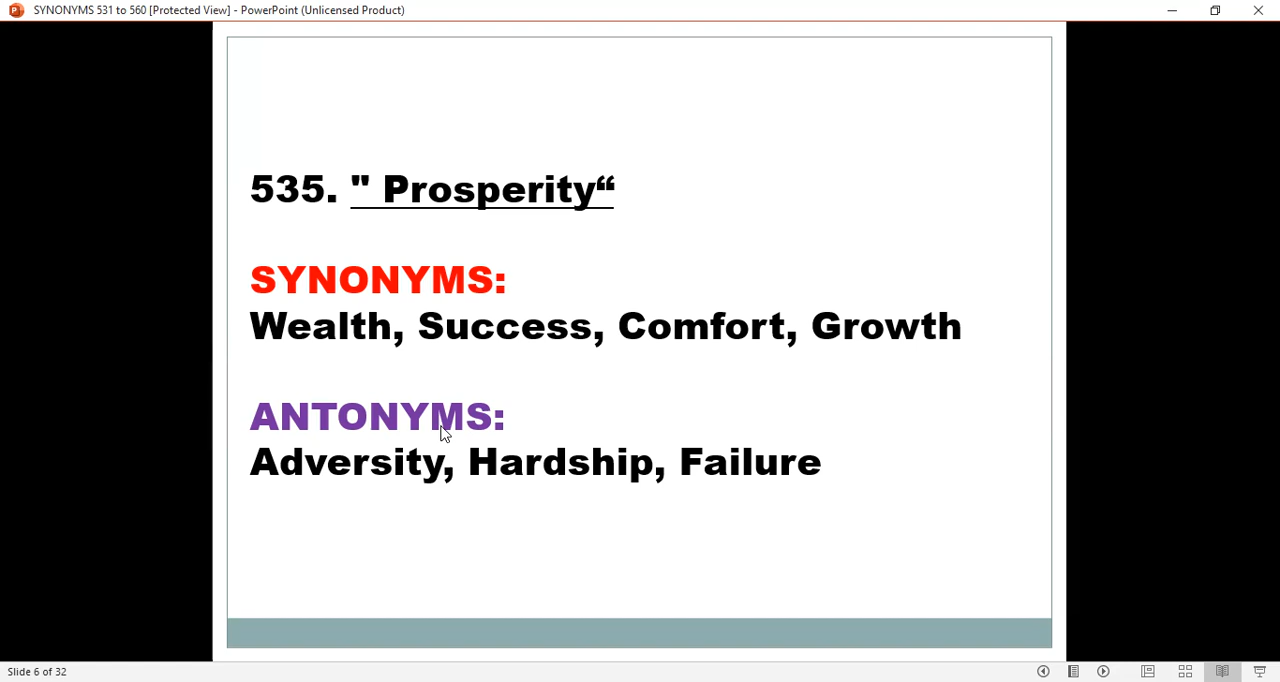 SYNONYMS 531 to 560 [Protected View] - PowerPoint (Unlicensed Product)
535. " Prosperity“
SYNONYMS:
Wealth, Success, Comfort, Growth
ANTONYMS:
Adversity, Hardship, Failure
Slide 6 of 32